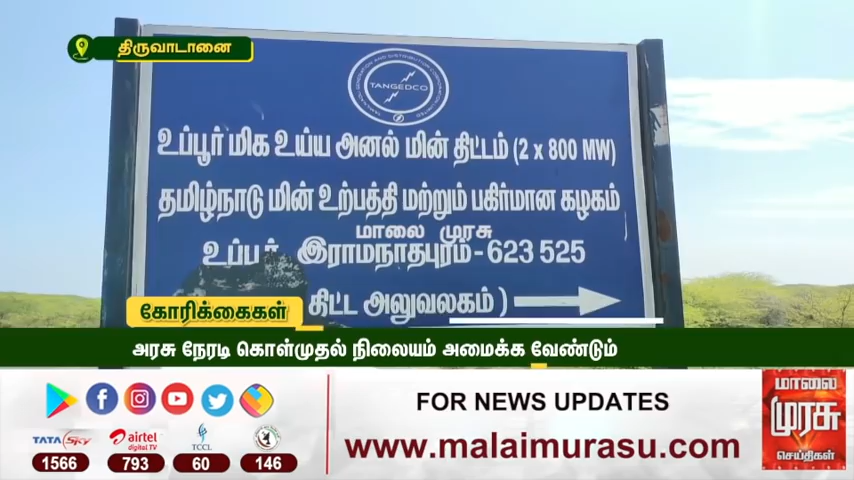 திருவாடானை
TANGEDCO
உப்பூர் மிக உய்ய அனல் மின் திட்டம் (2 x 800 MW)
தமிழ்நாடு மின் உற்பத்தி மற்றும் பகிர்மான கழகம்
மாலை முரசு
இராமநாதபுரம் - 623 525
திட்ட அலுவலகம் )
கோரிக்கைகள்
அரசு நேரடி கொள்முதல் நிலையம் அமைக்க வேண்டும்
FOR NEWS UPDATES
www.malaimurasu.com
TATA SKY
1566
airtel digital TV
793
TCCL
60
146
மாலை
முரசு
செய்திகள்